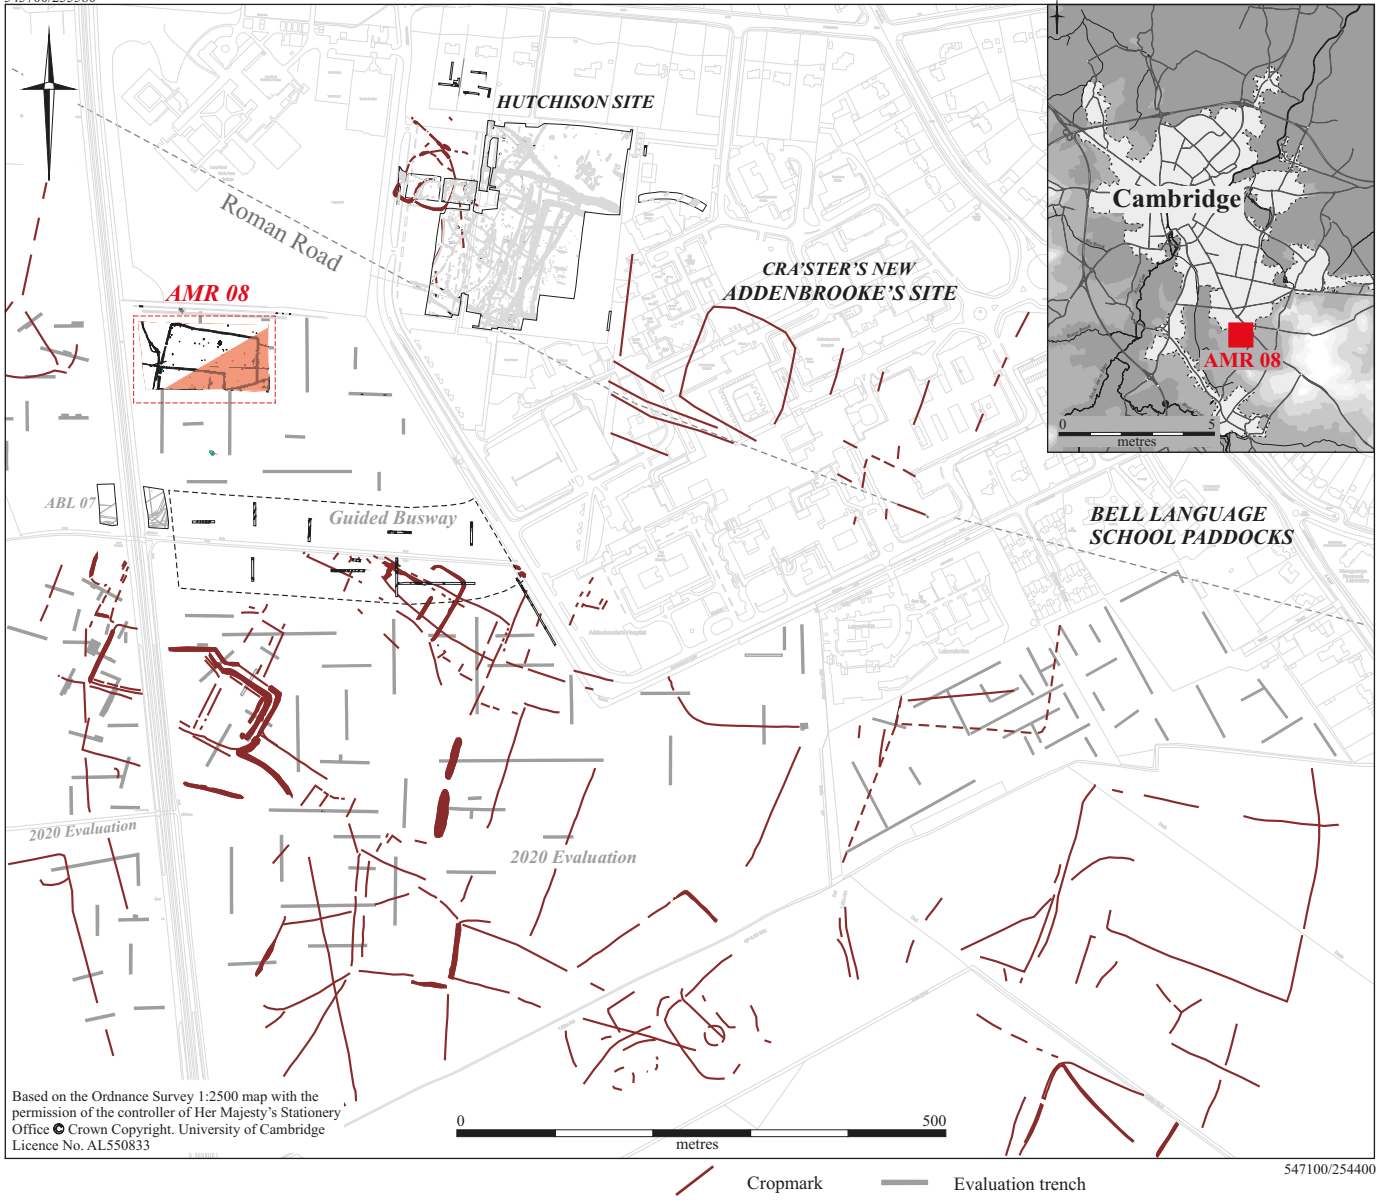 HUTCHISON SITE
Cambridge
Roman Road
CRA'STER'S NEW
ADDENBROOKE'S SITE
AMR 08
AMR 08
0 5
metres
ABL 07
Guided Busway
BELL LANGUAGE
SCHOOL PADDOCKS
2020 Evaluation
2020 Evaluation
Based on the Ordnance Survey 1:2500 map with the
permission of the controller of Her Majesty's Stationery
Office © Crown Copyright. University of Cambridge
Licence No. AL550833
0 500
metres
547100/254400
Cropmark
Evaluation trench